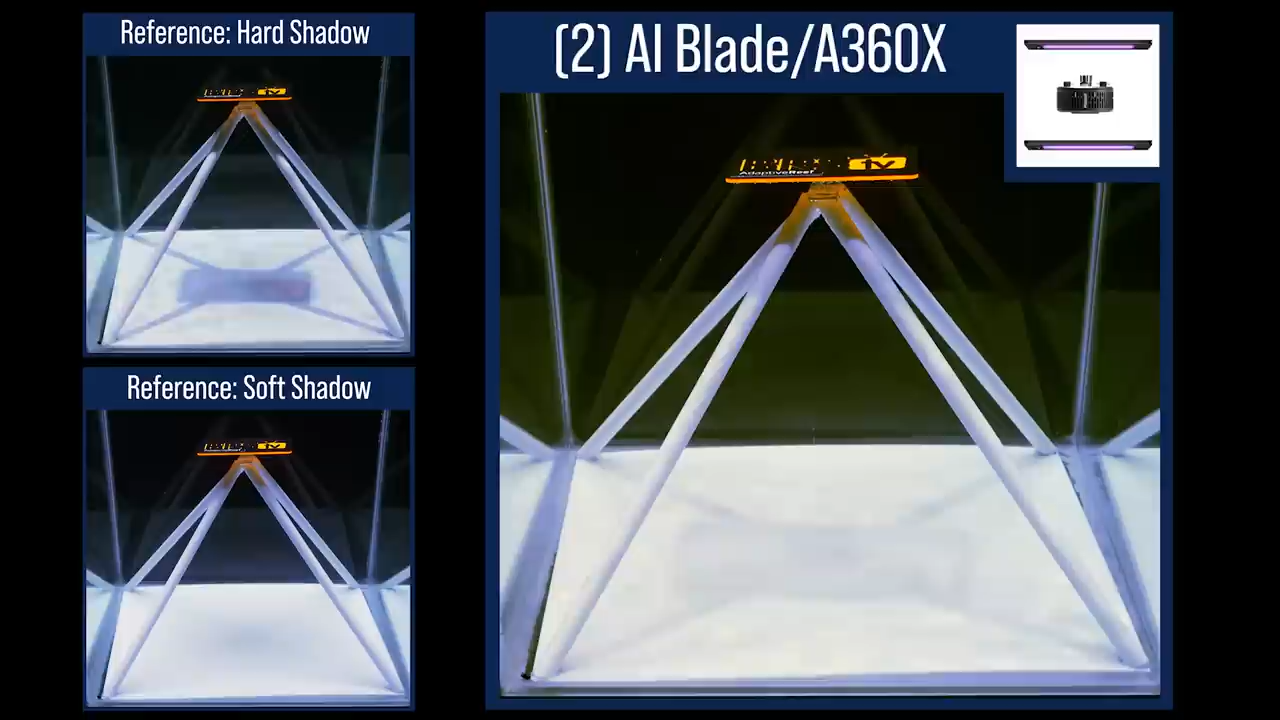 Reference: Hard Shadow
Reference: Soft Shadow
(2) AI Blade/A360X
AdaptiveReef